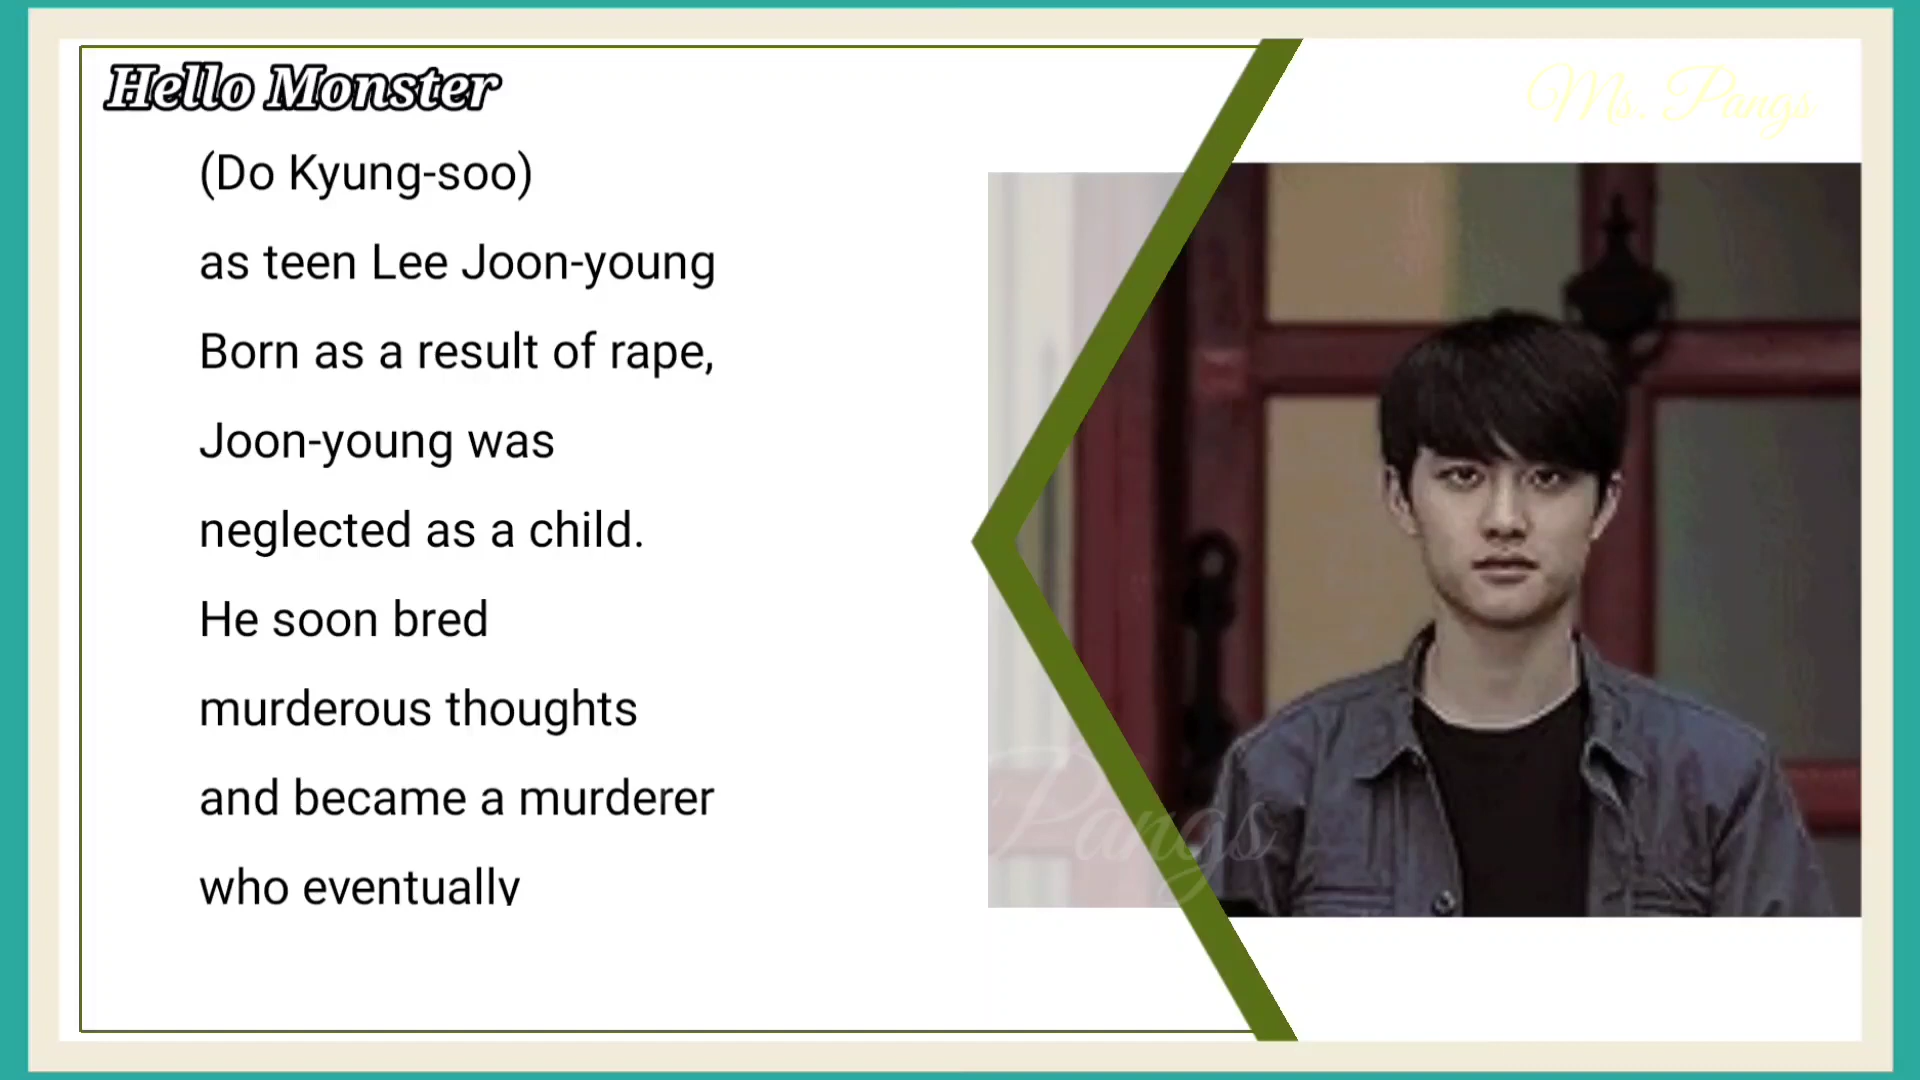 Hello Monster
Ms. Pangs
(Do Kyung-soo)
as teen Lee Joon-young
Born as a result of rape,
Joon-young was
neglected as a child.
He soon bred
murderous thoughts
and became a murderer
who eventually
Pangs